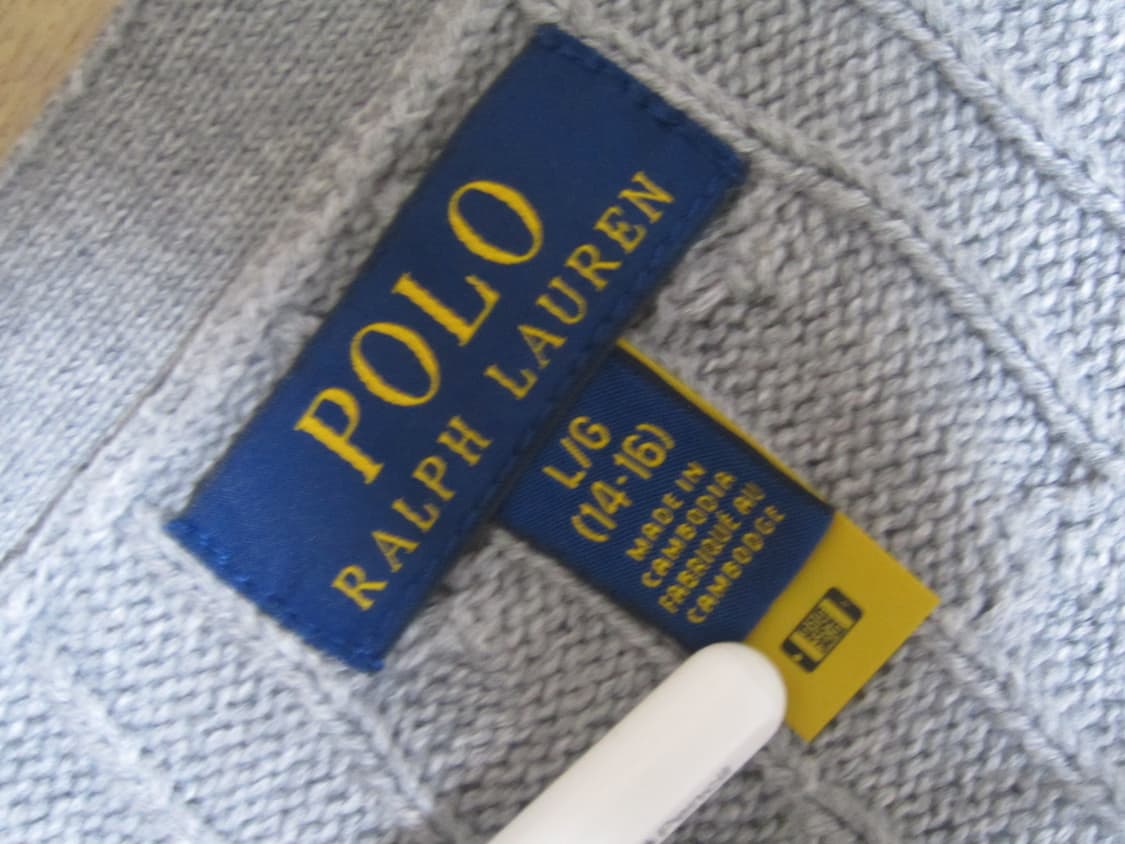 POLO
RALPH LAUREN
L/G
(14-16)
MADE IN
CAMBODIA
FABRIQUÉ AU
CAMBODGE